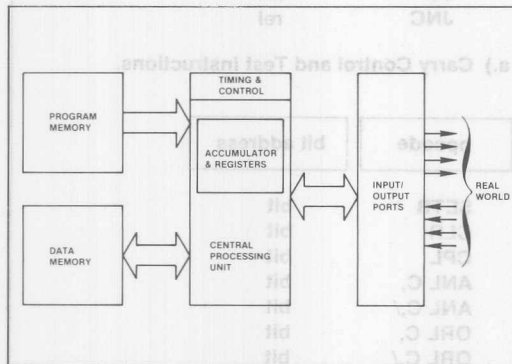 JNC rel
a.) Carry Control and Test Instructions.
TIMING &
CONTROL
PROGRAM
MEMORY
ACCUMULATOR
& REGISTERS
bit address
INPUT/
OUTPUT
PORTS
REAL
WORLD
DATA
MEMORY
CENTRAL
PROCESSING
UNIT
bit
bit
CPL bit
ANL C, bit
ANL C,/ bit
ORL C, bit
ORL C,/ bit